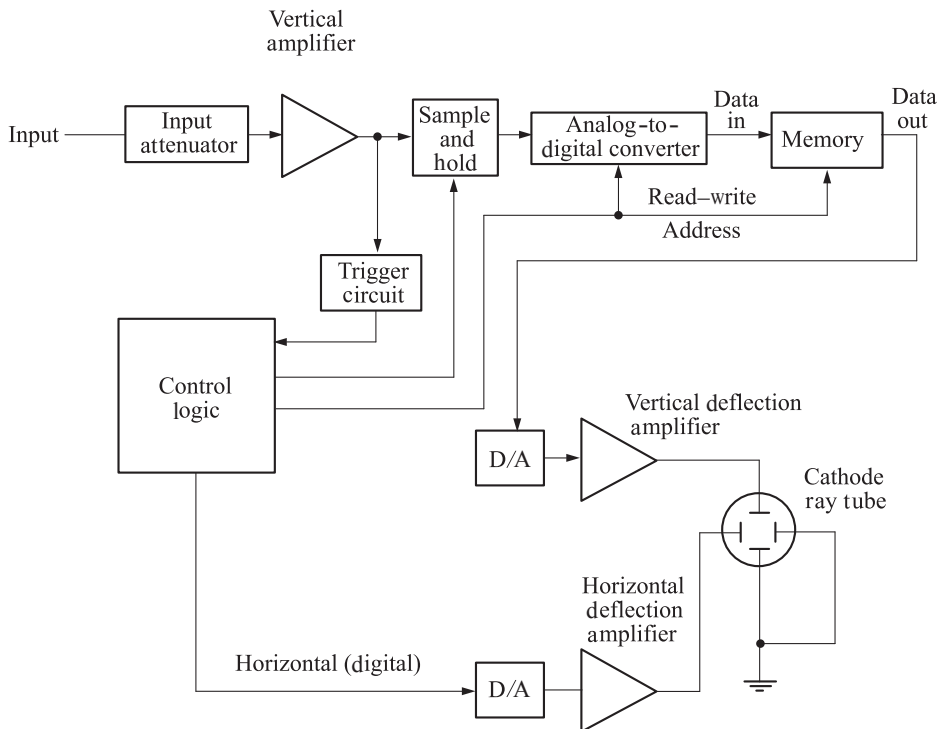 Vertical
amplifier
Input
Input
attenuator
Sample
and
hold
Analog-to-
digital converter
Data
in
Memory
Data
out
Read–write
Address
Trigger
circuit
Control
logic
Vertical deflection
amplifier
D/A
Cathode
ray tube
Horizontal
deflection
amplifier
Horizontal (digital)
D/A